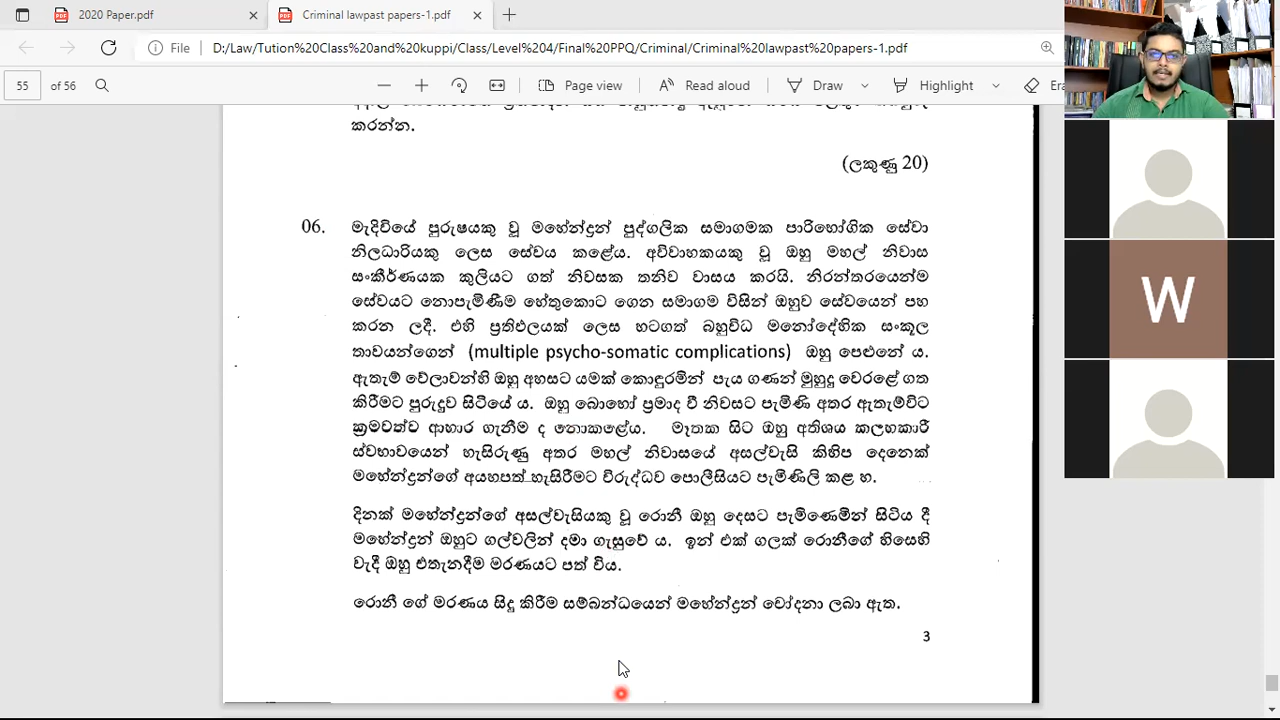 2020 Paper.pdf
Criminal lawpast papers-1.pdf
File
D:/Law/Tution%20Class%20and%20kuppi/Class/Level%204/Final%20PPQ/Criminal/Criminal%20lawpast%20papers-1.pdf
55 of 56
Page view
Read aloud
Draw
Highlight
Era
කරන්න.
(ලකුණු 20)
06. මැදිවියේ පුරුෂයකු වූ මහේන්ද්‍රන් පුද්ගලික සමාගමක පාරිභෝගික සේවා
නිලධාරියකු ලෙස සේවය කළේය. අවිවාහකයකු වූ ඔහු මහල් නිවාස
සංකීර්ණයක කුලියට ගත් නිවසක තනිව වාසය කරයි. නිරන්තරයෙන්ම
සේවයට නොපැමිණීම හේතුකොට ගෙන සමාගම විසින් ඔහුව සේවයෙන් පහ
කරන ලදී. එහි ප්‍රතිඵලයක් ලෙස හටගත් බහුවිධ මනෝදේහික සංකූල
තාවයන්ගෙන් (multiple psycho-somatic complications) ඔහු පෙළුනේ ය.
ඇතැම් වේලාවන්හි ඔහු අහසට යමක් කොඳුරමින් පැය ගණන් මුහුදු වෙරළේ ගත
කිරීමට පුරුදුව සිටියේ ය. ඔහු බොහෝ ප්‍රමාද වී නිවසට පැමිණි අතර ඇතැම්විට
ක්‍රමවත්ව ආහාර ගැනීම ද නොකළේය. මෑතක සිට ඔහු අතිශය කලහකාරී
ස්වභාවයෙන් හැසිරුණු අතර මහල් නිවාසයේ අසල්වැසි කිහිප දෙනෙක්
මහේන්ද්‍රන්ගේ අයහපත් හැසිරීමට විරුද්ධව පොලීසියට පැමිණිලි කළ හ.
දිනක් මහේන්ද්‍රන්ගේ අසල්වැසියකු වූ රොනී ඔහු දෙසට පැමිණෙමින් සිටිය දී
මහේන්ද්‍රන් ඔහුට ගල්වලින් දමා ගැසුවේ ය. ඉන් එක් ගලක් රොනීගේ හිසෙහි
වැදී ඔහු එතැනදීම මරණයට පත් විය.
රොනී ගේ මරණය සිදු කිරීම සම්බන්ධයෙන් මහේන්ද්‍රන් චෝදනා ලබා ඇත.
3
W